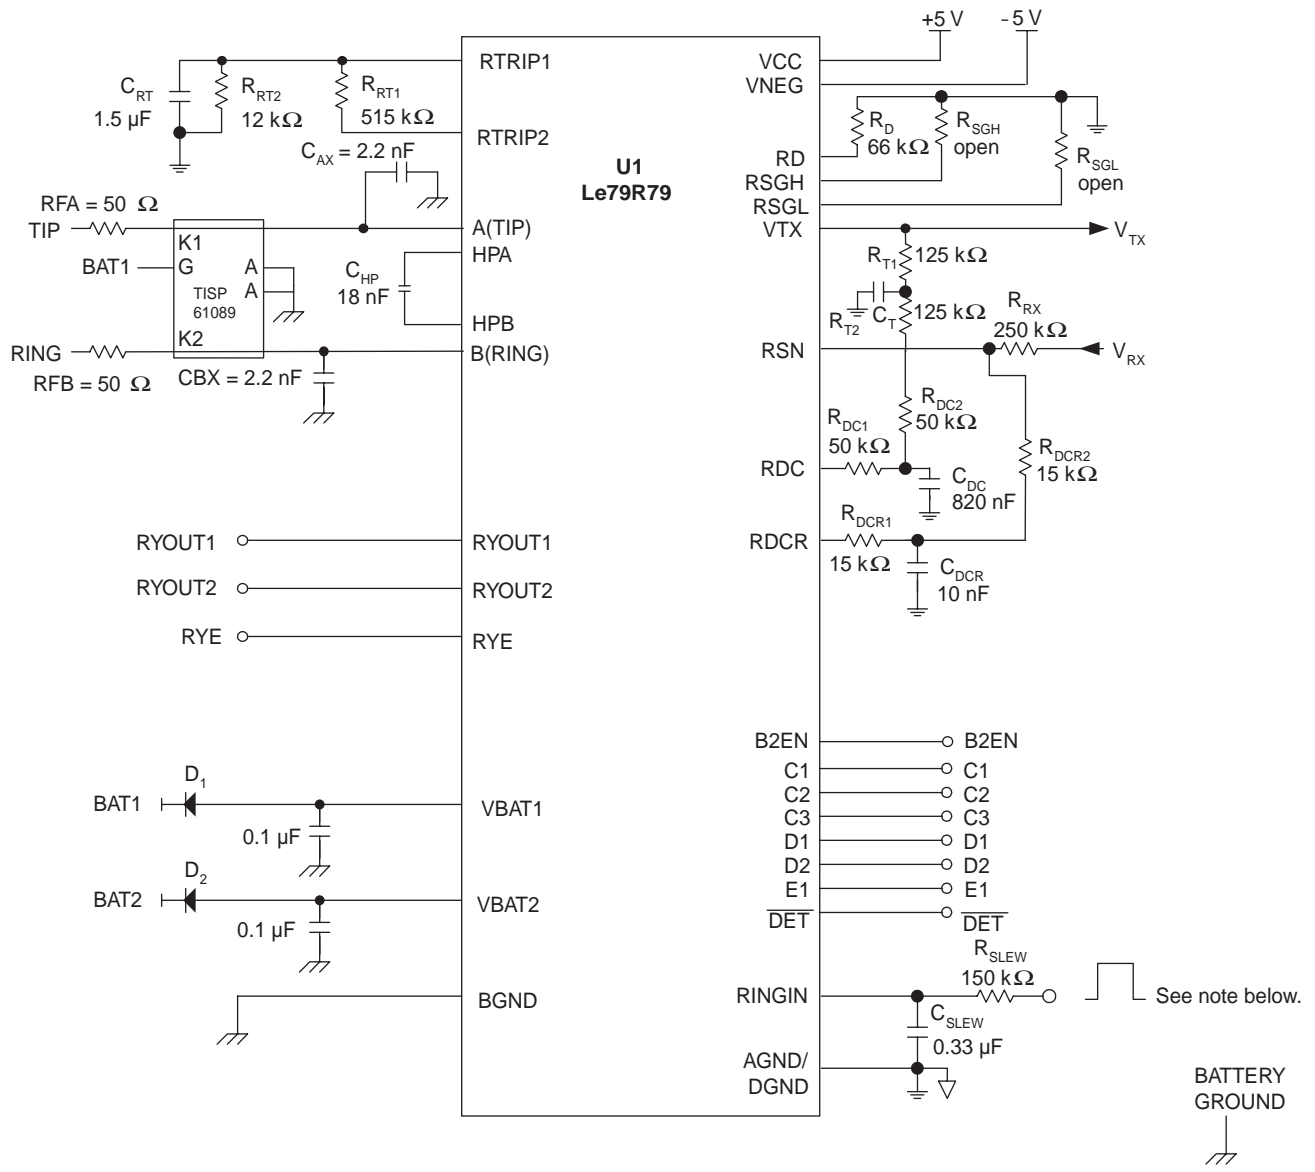 +5 V
-5 V
RTRIP1
VCC
VNEG
C_RT
1.5 µF
R_RT2
12 kΩ
R_RT1
515 kΩ
RTRIP2
C_AX = 2.2 nF
U1
Le79R79
R_D
66 kΩ
R_SGH
open
R_SGL
open
RD
RSGH
RSGL
VTX
V_TX
RFA = 50 Ω
TIP
K1
A(TIP)
BAT1
G
A
A
TISP
61089
HPA
C_HP
18 nF
HPB
R_T1
125 kΩ
C_T
R_T2
125 kΩ
R_RX
250 kΩ
RING
K2
B(RING)
RSN
V_RX
RFB = 50 Ω
CBX = 2.2 nF
R_DC2
50 kΩ
R_DC1
50 kΩ
RDC
C_DC
820 nF
R_DCR2
15 kΩ
R_DCR1
15 kΩ
RDCR
C_DCR
10 nF
RYOUT1
RYOUT1
RYOUT2
RYOUT2
RYE
RYE
B2EN
B2EN
C1
C1
C2
C2
C3
C3
D1
D1
D2
D2
E1
E1
DET
DET
D_1
BAT1
VBAT1
0.1 µF
D_2
BAT2
VBAT2
0.1 µF
BGND
R_SLEW
150 kΩ
RINGIN
See note below.
C_SLEW
0.33 µF
AGND/
DGND
BATTERY
GROUND